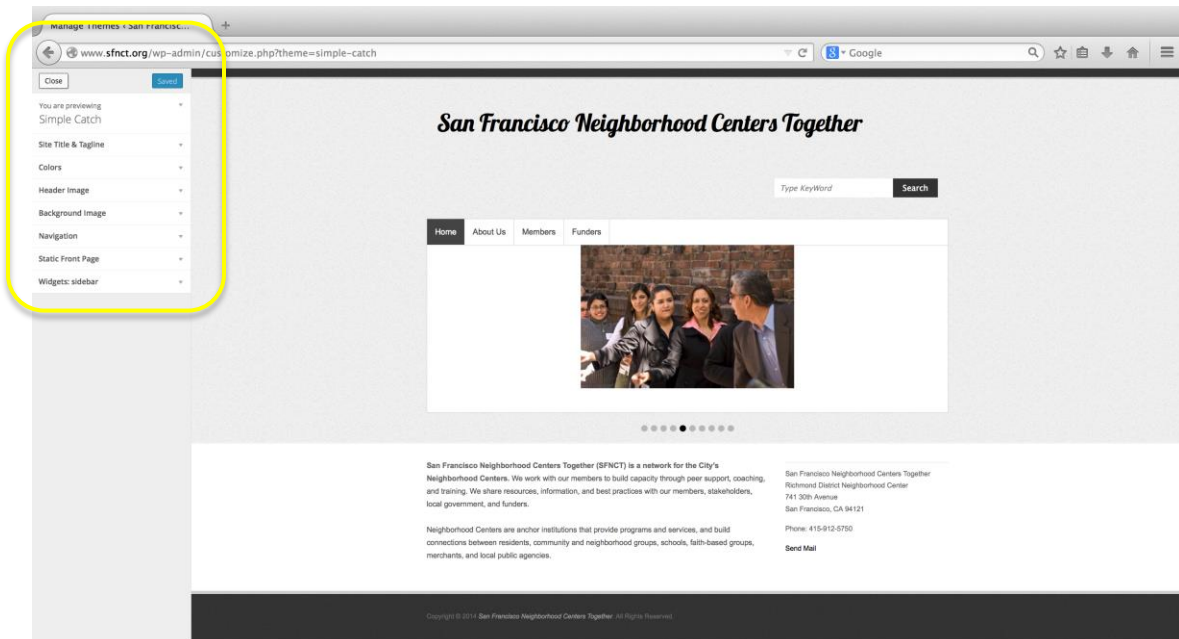 Manage Themes ‹ San Francisc...
www.sfnct.org/wp-admin/customize.php?theme=simple-catch
Google
Close
Saved
You are previewing
Simple Catch
Site Title & Tagline
Colors
Header Image
Background Image
Navigation
Static Front Page
Widgets: sidebar
San Francisco Neighborhood Centers Together
Type KeyWord
Search
Home About Us Members Funders
San Francisco Neighborhood Centers Together (SFNCT) is a network for the City's
Neighborhood Centers. We work with our members to build capacity through peer support, coaching,
and training. We share resources, information, and best practices with our members, stakeholders,
local government, and funders.
Neighborhood Centers are anchor institutions that provide programs and services, and build
connections between residents, community and neighborhood groups, schools, faith-based groups,
merchants, and local public agencies.
San Francisco Neighborhood Centers Together
Richmond District Neighborhood Center
741 30th Avenue
San Francisco, CA 94121
Phone: 415-912-5750
Send Mail
Copyright © 2014 San Francisco Neighborhood Centers Together. All Rights Reserved.